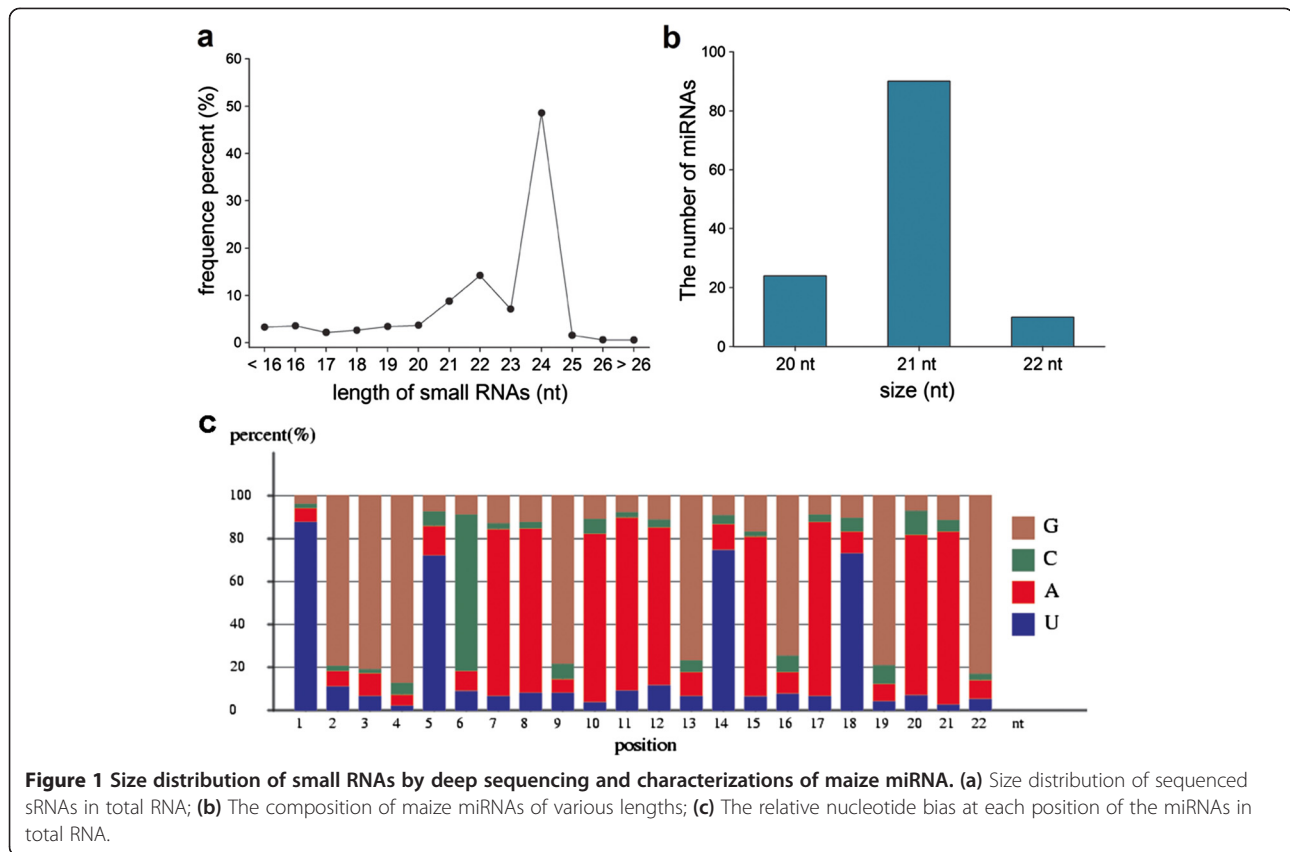 a
60
50
40
30
20
10
0
frequence percent (%)
< 16 16 17 18 19 20 21 22 23 24 25 26 > 26
length of small RNAs (nt)
b
100
80
60
40
20
0
The number of miRNAs
20 nt 21 nt 22 nt
size (nt)
c
percent(%)
100
80
60
40
20
0
1 2 3 4 5 6 7 8 9 10 11 12 13 14 15 16 17 18 19 20 21 22 nt
position
G
C
A
U
Figure 1 Size distribution of small RNAs by deep sequencing and characterizations of maize miRNA. (a) Size distribution of sequenced
sRNAs in total RNA; (b) The composition of maize miRNAs of various lengths; (c) The relative nucleotide bias at each position of the miRNAs in
total RNA.